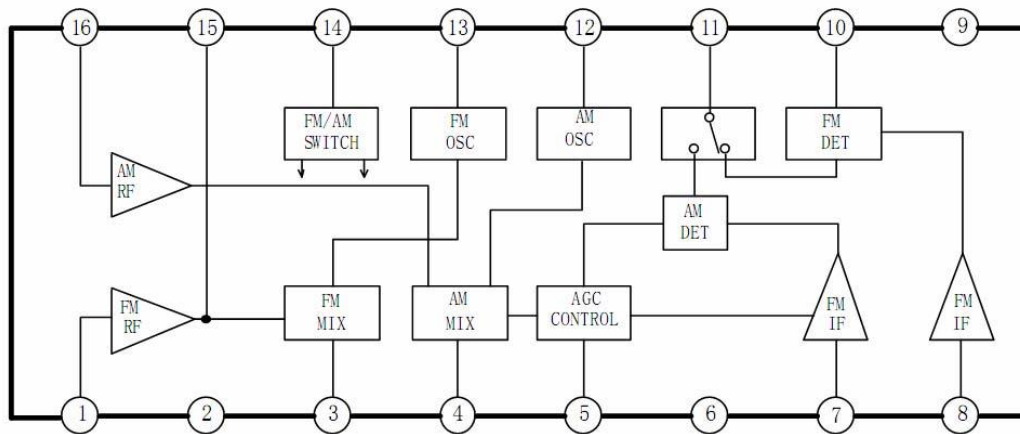 16 15 14 13 12 11 10 9
FM/AM
SWITCH
FM
OSC
AM
OSC
FM
DET
AM
RF
AM
DET
FM
RF
FM
MIX
AM
MIX
AGC
CONTROL
FM
IF
FM
IF
1 2 3 4 5 6 7 8